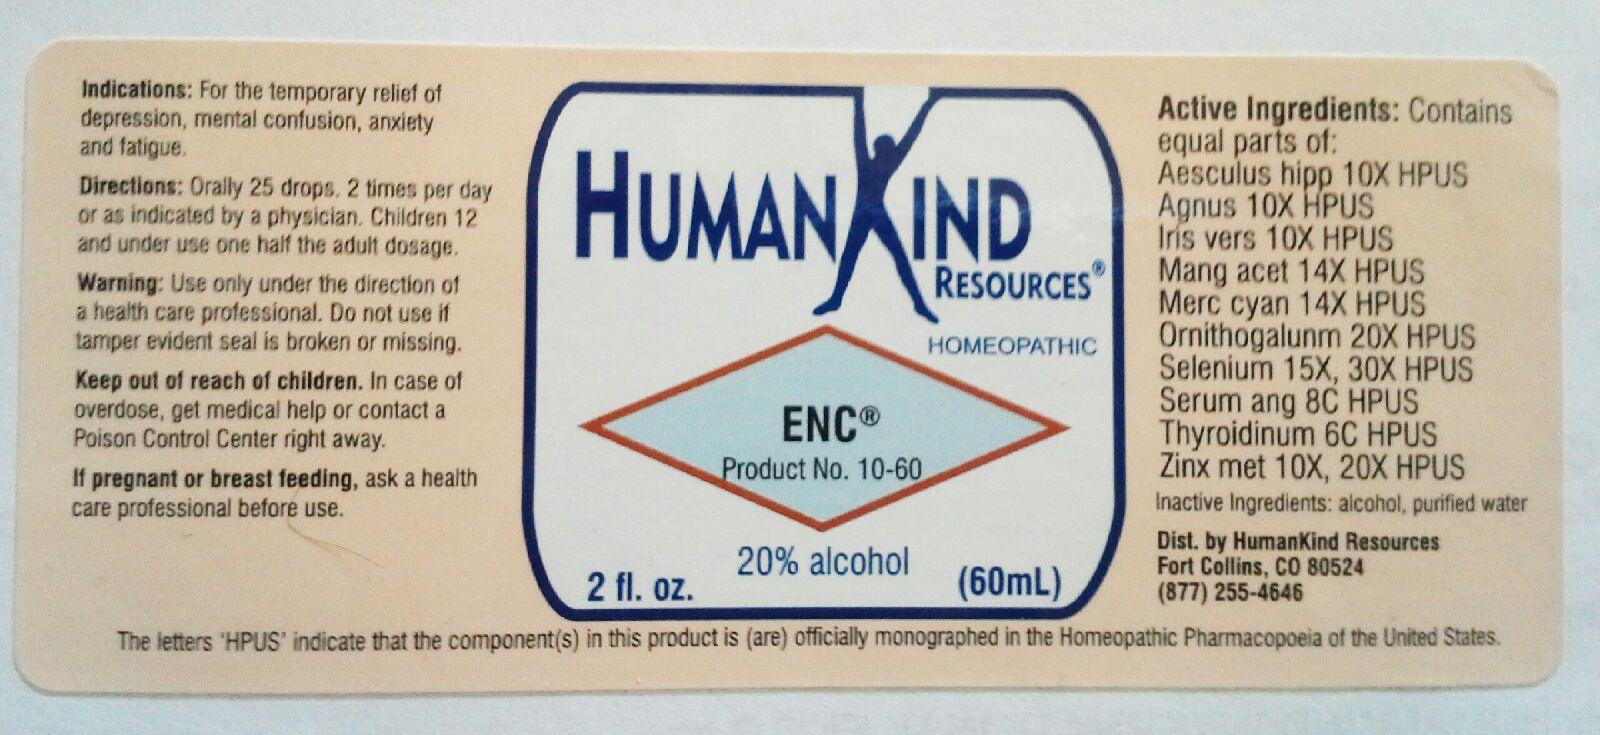 Indications: For the temporary relief of
depression, mental confusion, anxiety
and fatigue.
Directions: Orally 25 drops. 2 times per day
or as indicated by a physician. Children 12
and under use one half the adult dosage.
Warning: Use only under the direction of
a health care professional. Do not use if
tamper evident seal is broken or missing.
Keep out of reach of children. In case of
overdose, get medical help or contact a
Poison Control Center right away.
If pregnant or breast feeding, ask a health
care professional before use.
HUMANKIND
RESOURCES®
HOMEOPATHIC
ENC®
Product No. 10-60
20% alcohol
2 fl. oz. (60mL)
Active Ingredients: Contains
equal parts of:
Aesculus hipp 10X HPUS
Agnus 10X HPUS
Iris vers 10X HPUS
Mang acet 14X HPUS
Merc cyan 14X HPUS
Ornithogalunm 20X HPUS
Selenium 15X, 30X HPUS
Serum ang 8C HPUS
Thyroidinum 6C HPUS
Zinx met 10X, 20X HPUS
Inactive Ingredients: alcohol, purified water
Dist. by HumanKind Resources
Fort Collins, CO 80524
(877) 255-4646
The letters 'HPUS' indicate that the component(s) in this product is (are) officially monographed in the Homeopathic Pharmacopoeia of the United States.